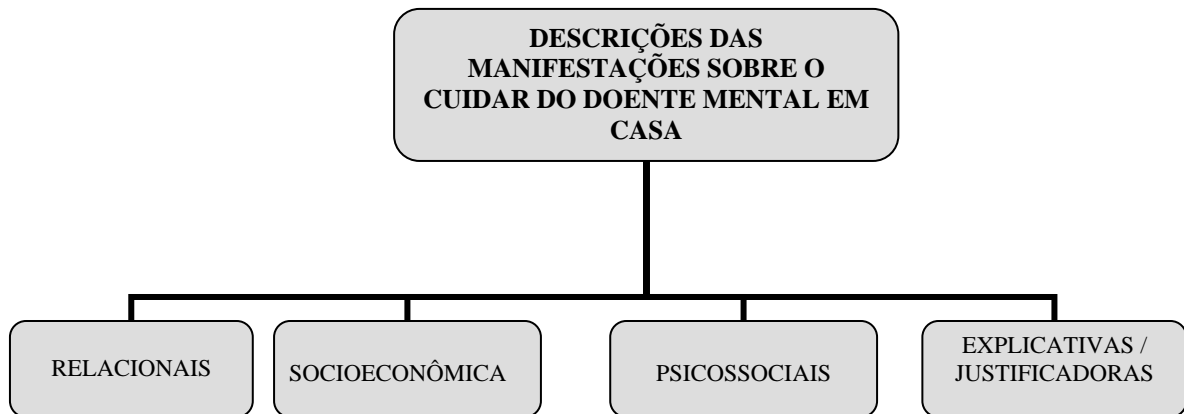 DESCRIÇÕES DAS
MANIFESTAÇÕES SOBRE O
CUIDAR DO DOENTE MENTAL EM
CASA
RELACIONAIS
SOCIOECONÔMICA
PSICOSSOCIAIS
EXPLICATIVAS /
JUSTIFICADORAS